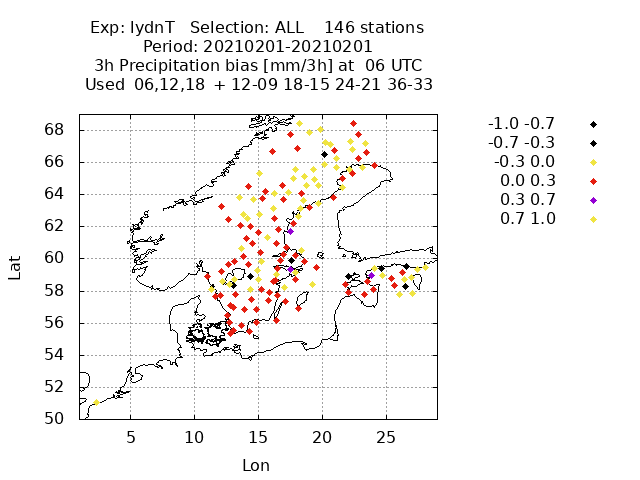 Exp: IydnT   Selection: ALL    146 stations
Period: 20210201-20210201
3h Precipitation bias [mm/3h] at  06 UTC
Used  06,12,18  + 12-09 18-15 24-21 36-33
-1.0 -0.7
-0.7 -0.3
-0.3 0.0
0.0 0.3
0.3 0.7
0.7 1.0
68
66
64
62
60
58
56
54
52
50
Lat
5 10 15 20 25
Lon